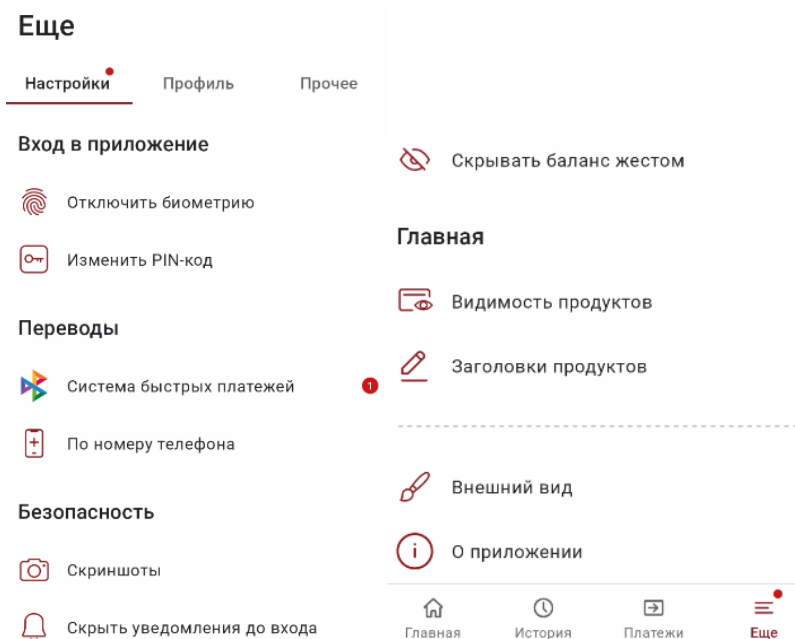 Еще
Настройки Профиль Прочее
Вход в приложение
Отключить биометрию
Изменить PIN-код
Переводы
Система быстрых платежей 1
По номеру телефона
Безопасность
Скриншоты
Скрыть уведомления до входа
Скрывать баланс жестом
Главная
Видимость продуктов
Заголовки продуктов
Внешний вид
О приложении
Главная История Платежи Еще